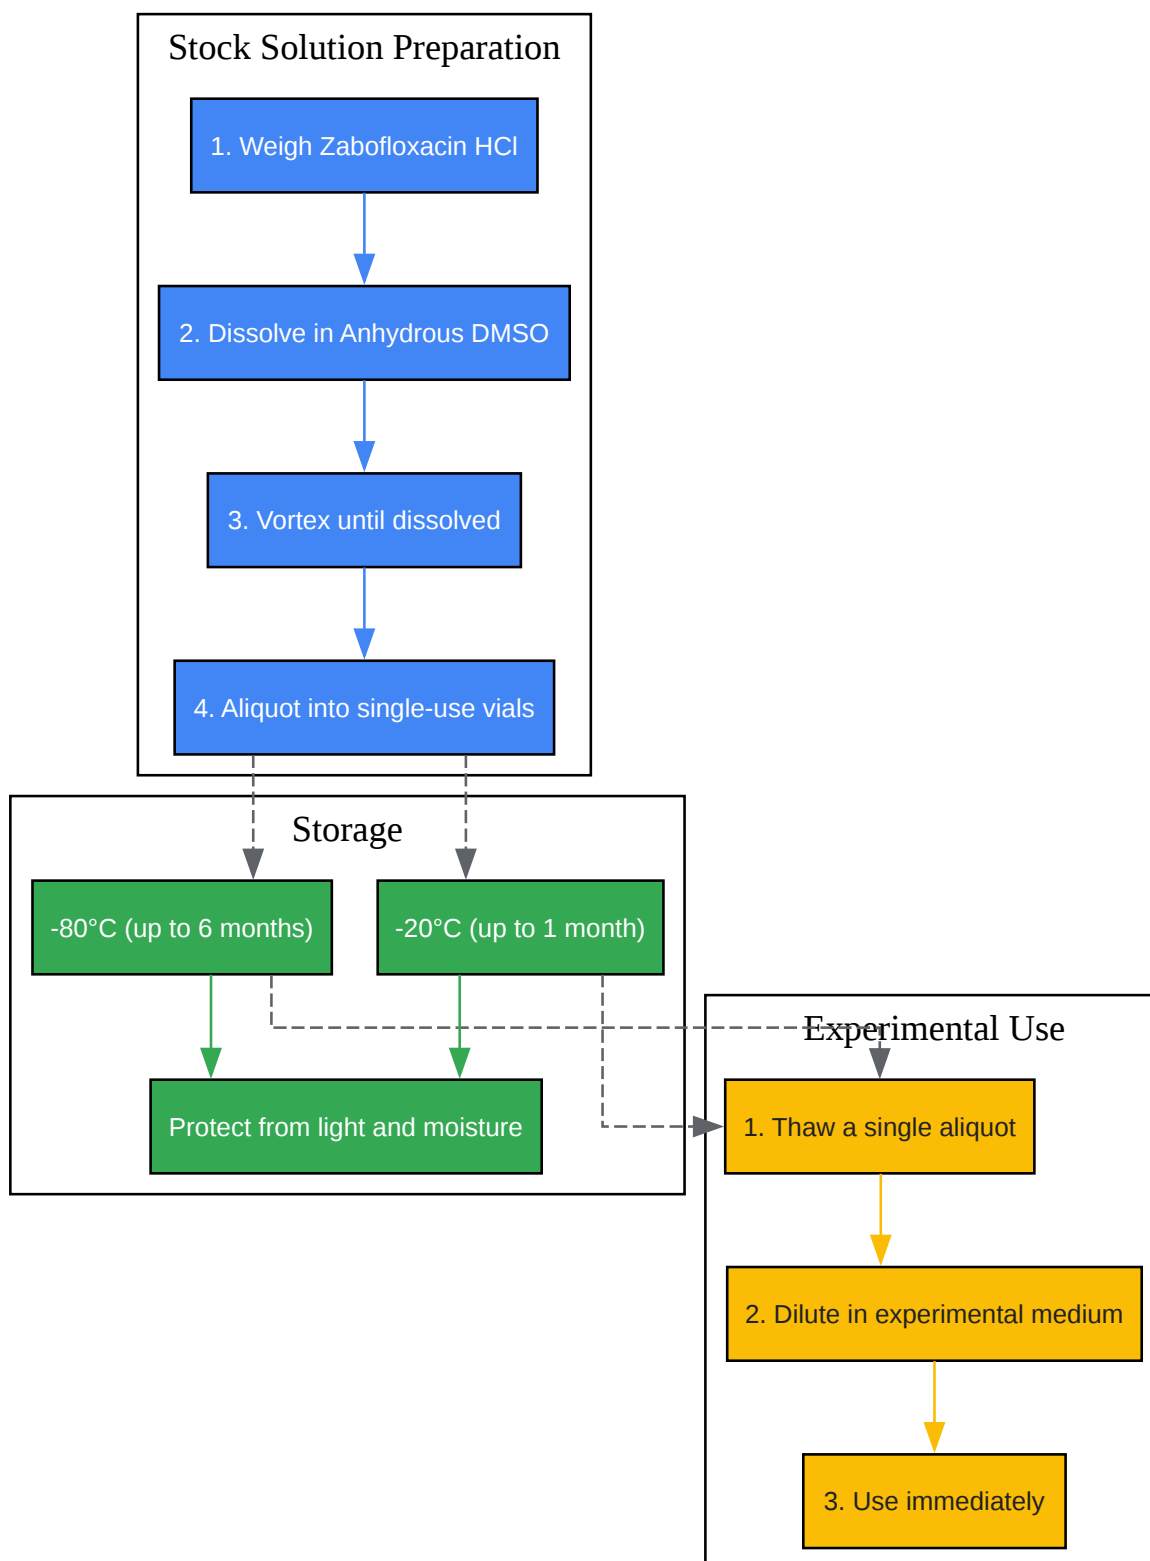 Stock Solution Preparation
1. Weigh Zabofloxacin HCl
2. Dissolve in Anhydrous DMSO
3. Vortex until dissolved
4. Aliquot into single-use vials
Storage
-80°C (up to 6 months)
-20°C (up to 1 month)
Protect from light and moisture
Experimental Use
1. Thaw a single aliquot
2. Dilute in experimental medium
3. Use immediately